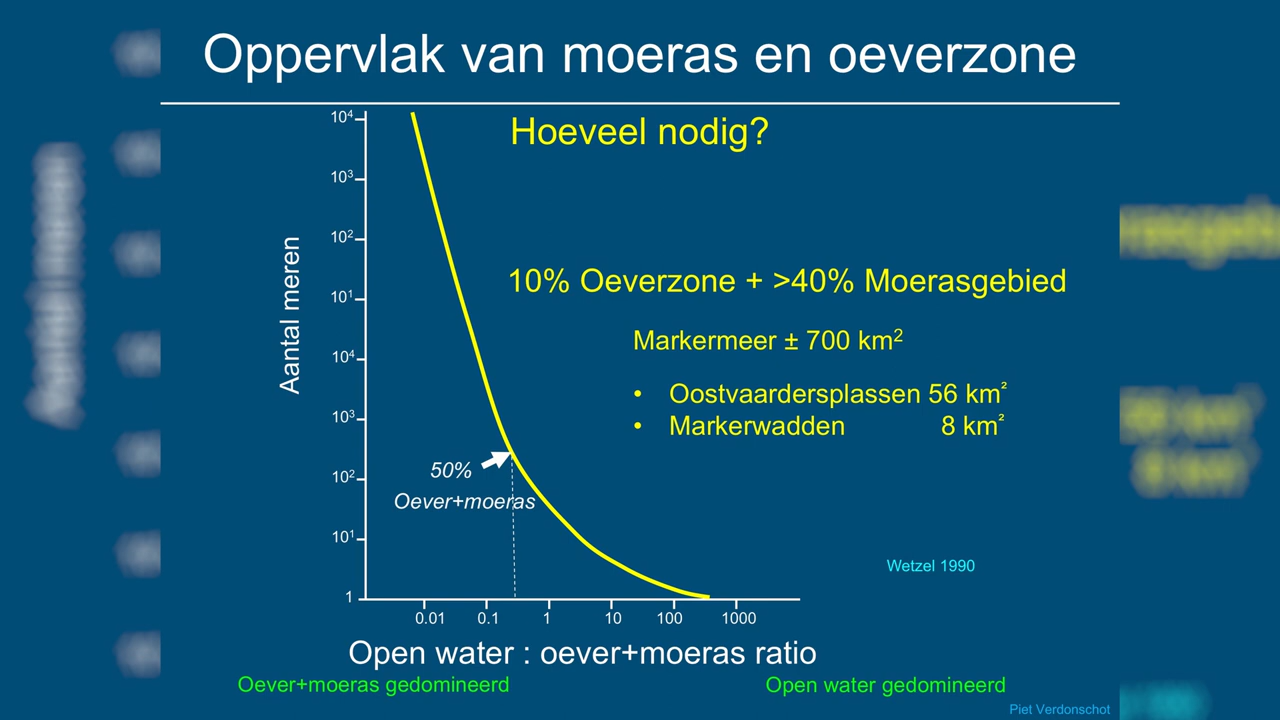 Oppervlak van moeras en oeverzone
Hoeveel nodig?
10⁴
10³
10²
10¹
10⁴
10³
10²
10¹
1
Aantal meren
10% Oeverzone + >40% Moerasgebied
Markermeer ± 700 km²
• Oostvaardersplassen 56 km²
• Markerwadden 8 km²
50%
Oever+moeras
Wetzel 1990
0.01 0.1 1 10 100 1000
Open water : oever+moeras ratio
Oever+moeras gedomineerd
Open water gedomineerd
Piet Verdonschot